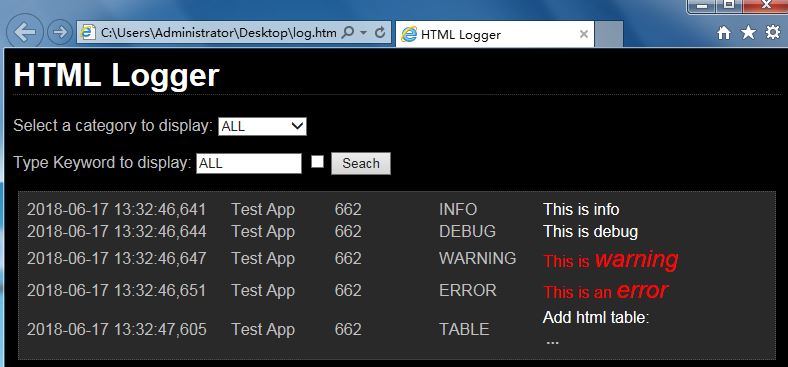 C:\Users\Administrator\Desktop\log.htm
HTML Logger
HTML Logger
Select a category to display: ALL
Type Keyword to display: ALL Seach
2018-06-17 13:32:46,641 Test App 662 INFO This is info
2018-06-17 13:32:46,644 Test App 662 DEBUG This is debug
2018-06-17 13:32:46,647 Test App 662 WARNING This is warning
2018-06-17 13:32:46,651 Test App 662 ERROR This is an error
2018-06-17 13:32:47,605 Test App 662 TABLE Add html table:
...